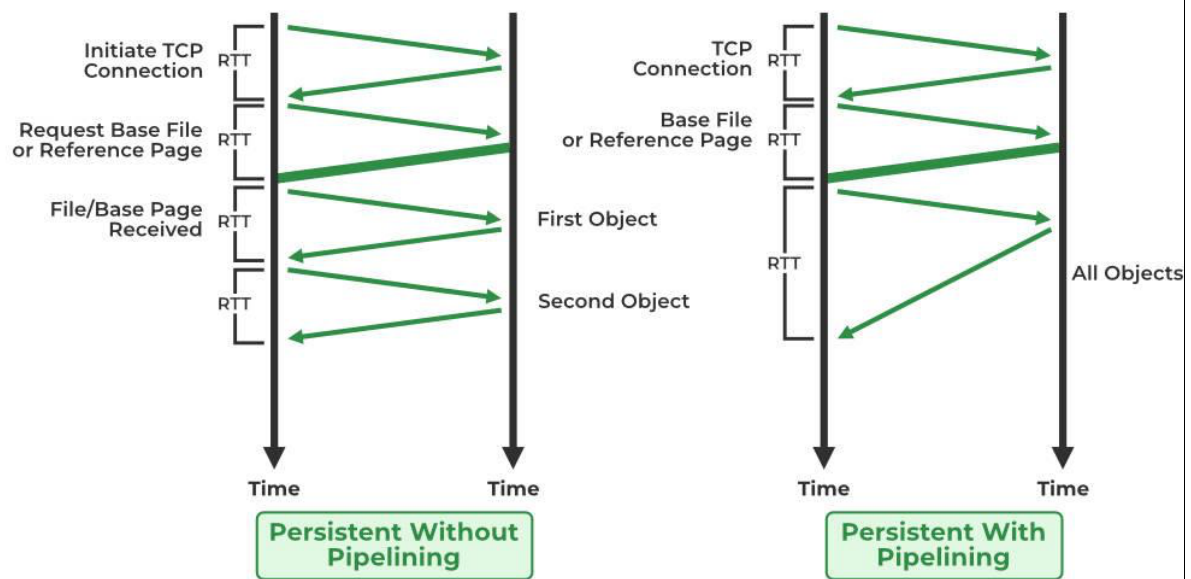 Initiate TCP
Connection
RTT
Request Base File
or Reference Page
RTT
File/Base Page
Received
RTT
First Object
RTT
Second Object
Time
Time
Persistent Without
Pipelining
TCP
Connection
RTT
Base File
or Reference Page
RTT
RTT
All Objects
Time
Time
Persistent With
Pipelining